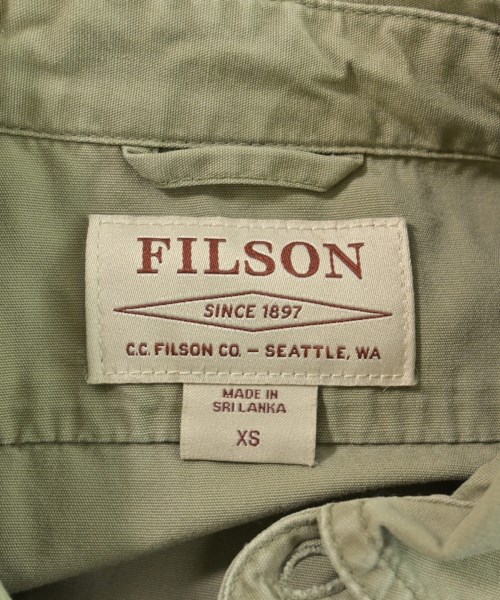 FILSON
SINCE 1897
C.C. FILSON CO. – SEATTLE, WA
MADE IN
SRI LANKA
XS